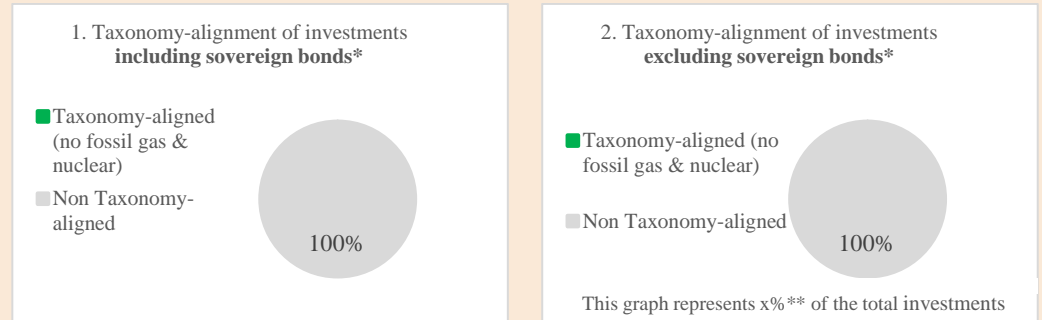 1. Taxonomy-alignment of investments
including sovereign bonds*
Taxonomy-aligned
(no fossil gas &
nuclear)
Non Taxonomy-
aligned
100%
2. Taxonomy-alignment of investments
excluding sovereign bonds*
Taxonomy-aligned (no
fossil gas & nuclear)
Non Taxonomy-aligned
100%
This graph represents x%** of the total investments